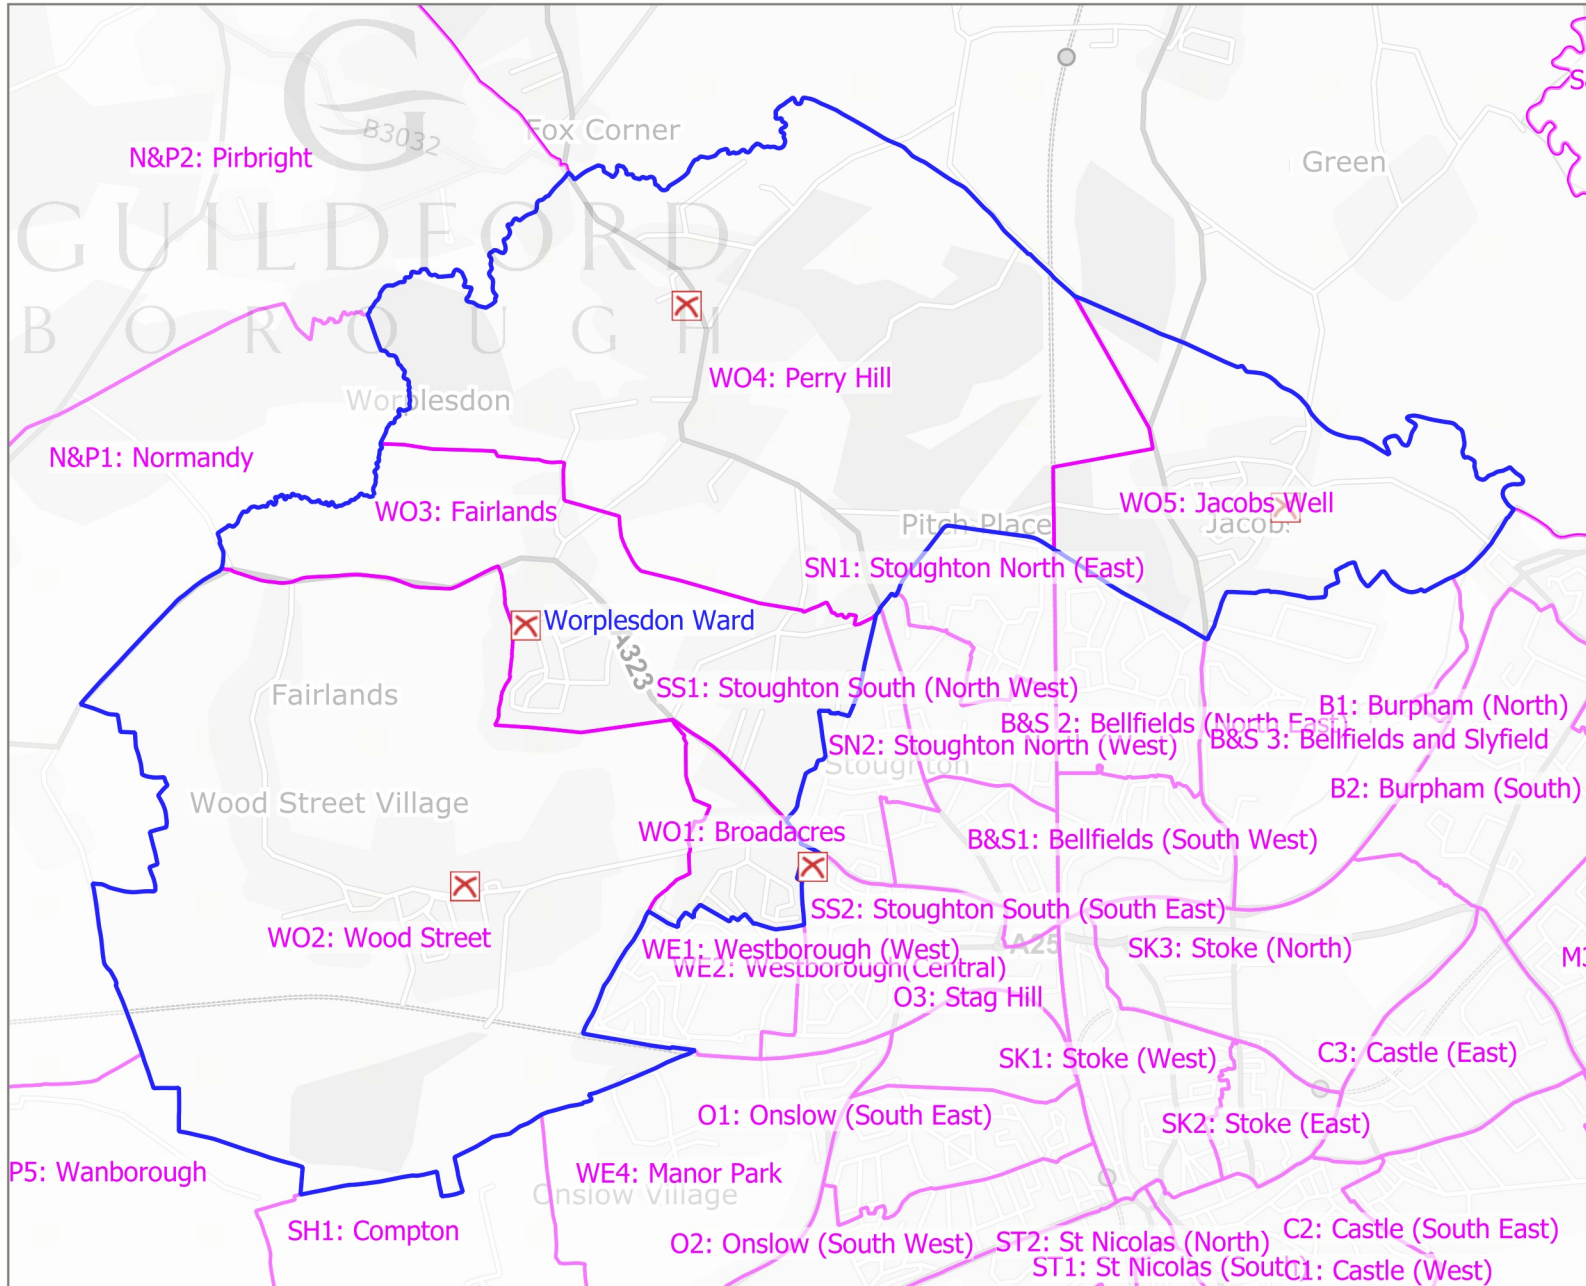 B3032
Fox Corner
N&P2: Pirbright
Green
GUILDFORD
BOROUGH
WO4: Perry Hill
Worplesdon
N&P1: Normandy
WO3: Fairlands
WO5: Jacobs Well
Pitch Place
SN1: Stoughton North (East)
Worplesdon Ward
A323
Fairlands
SS1: Stoughton South (North West)
B1: Burpham (North)
B&S 2: Bellfields (North East)
B&S 3: Bellfields and Slyfield
SN2: Stoughton North (West)
Stoughton
B2: Burpham (South)
Wood Street Village
WO1: Broadacres
B&S1: Bellfields (South West)
SS2: Stoughton South (South East)
WO2: Wood Street
A25
WE1: Westborough (West)
SK3: Stoke (North)
WE2: Westborough(Central)
O3: Stag Hill
SK1: Stoke (West)
C3: Castle (East)
O1: Onslow (South East)
SK2: Stoke (East)
P5: Wanborough
WE4: Manor Park
Onslow Village
SH1: Compton
O2: Onslow (South West)
ST2: St Nicolas (North)
C2: Castle (South East)
ST1: St Nicolas (South)
C1: Castle (West)